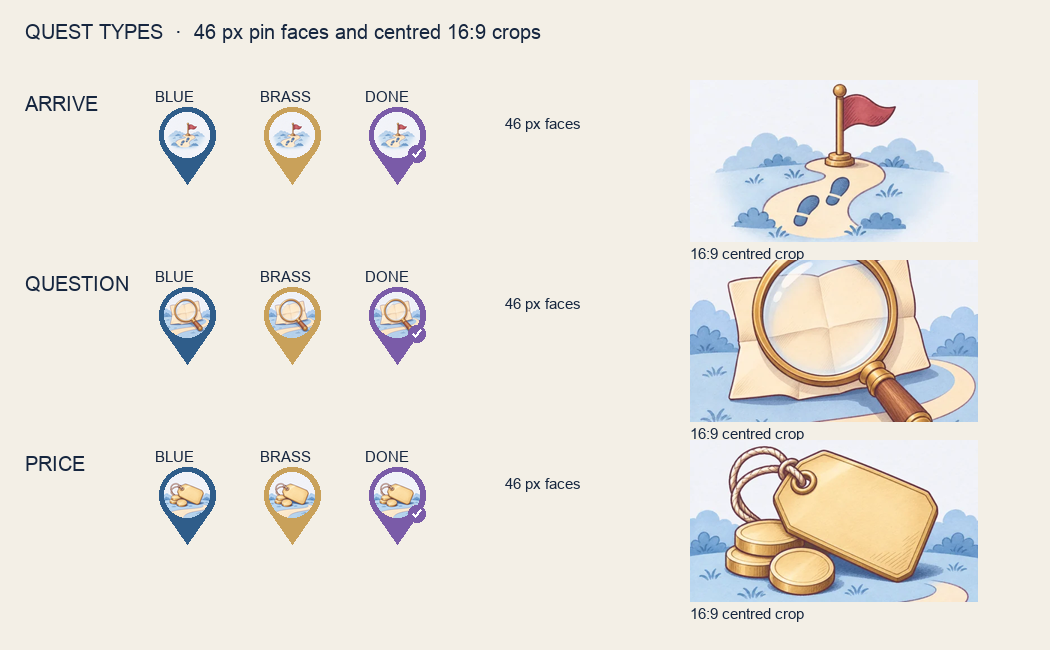 QUEST TYPES · 46 px pin faces and centred 16:9 crops
ARRIVE
BLUE
BRASS
DONE
46 px faces
16:9 centred crop
QUESTION
BLUE
BRASS
DONE
46 px faces
16:9 centred crop
PRICE
BLUE
BRASS
DONE
46 px faces
16:9 centred crop